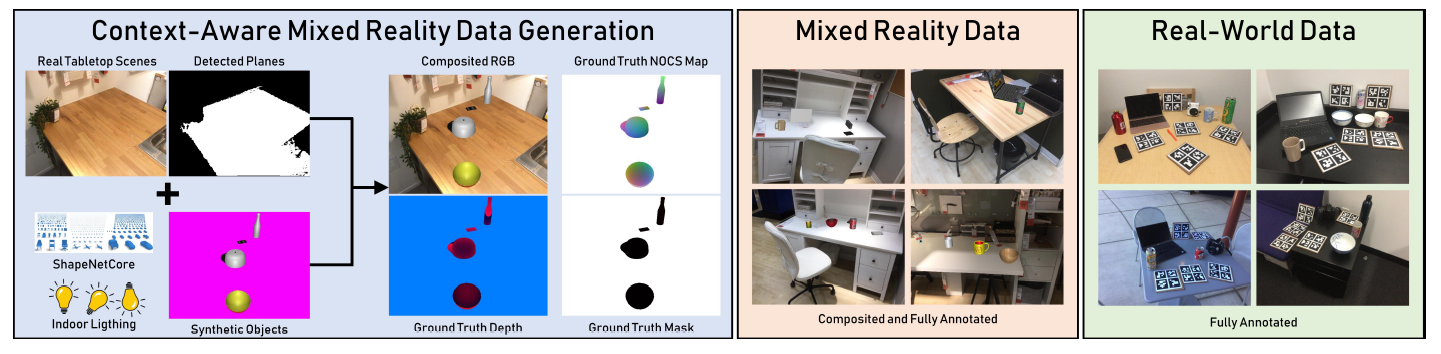 Context-Aware Mixed Reality Data Generation
Real Tabletop Scenes
Detected Planes
Composited RGB
Ground Truth NOCS Map
ShapeNetCore
Indoor Ligthing
Synthetic Objects
Ground Truth Depth
Ground Truth Mask
Mixed Reality Data
Composited and Fully Annotated
Real-World Data
Fully Annotated